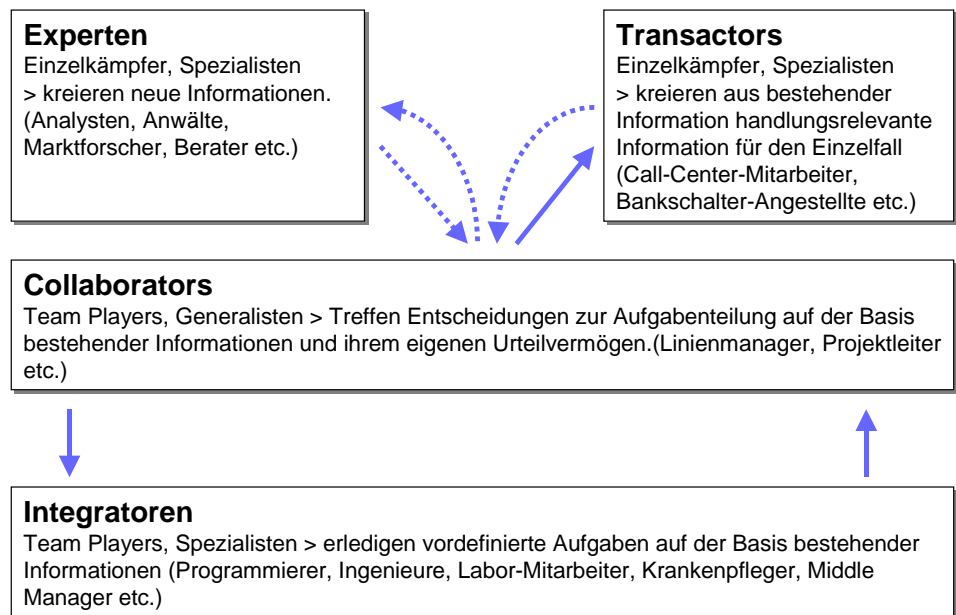 Experten
Einzelkämpfer, Spezialisten
> kreieren neue Informationen.
(Analysten, Anwälte,
Marktforscher, Berater etc.)
Transactors
Einzelkämpfer, Spezialisten
> kreieren aus bestehender
Information handlungsrelevante
Information für den Einzelfall
(Call-Center-Mitarbeiter,
Bankschalter-Angestellte etc.)
Collaborators
Team Players, Generalisten > Treffen Entscheidungen zur Aufgabenteilung auf der Basis
bestehender Informationen und ihrem eigenen Urteilvermögen.(Linienmanager, Projektleiter
etc.)
Integratoren
Team Players, Spezialisten > erledigen vordefinierte Aufgaben auf der Basis bestehender
Informationen (Programmierer, Ingenieure, Labor-Mitarbeiter, Krankenpfleger, Middle
Manager etc.)